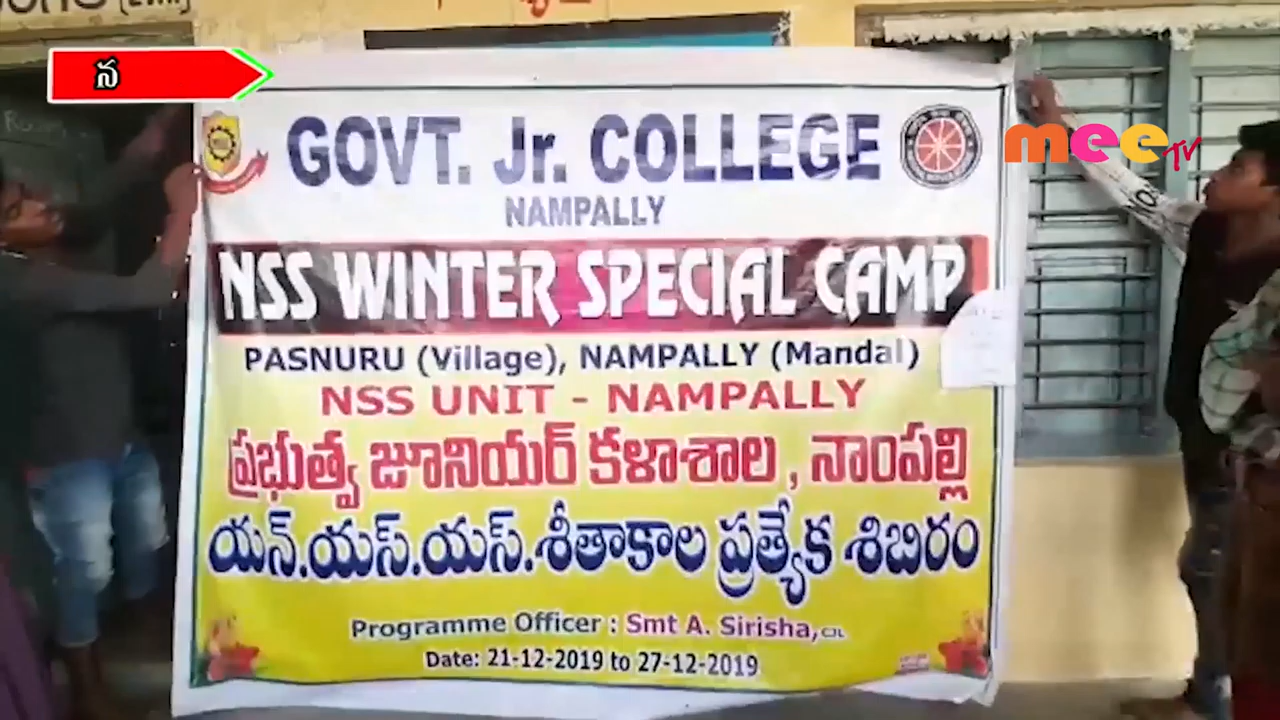 న
mee TV
GOVT. Jr. COLLEGE
NAMPALLY
NSS WINTER SPECIAL CAMP
PASNURU (Village), NAMPALLY (Mandal)
NSS UNIT - NAMPALLY
ప్రభుత్వ జూనియర్ కళాశాల , నాంపల్లి
యన్.యస్.యస్.శీతాకాల ప్రత్యేక శిబిరం
Programme Officer : Smt A. Sirisha, CJL
Date: 21-12-2019 to 27-12-2019